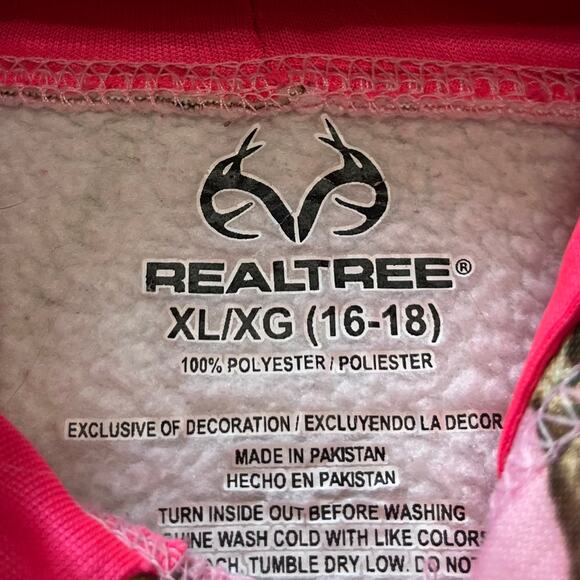 REALTREE®
XL/XG (16-18)
100% POLYESTER / POLIESTER
EXCLUSIVE OF DECORATION / EXCLUYENDO LA DECOR
MADE IN PAKISTAN
HECHO EN PAKISTAN
TURN INSIDE OUT BEFORE WASHING
WASH COLD WITH LIKE COLORS
TUMBLE DRY LOW. DO NOT